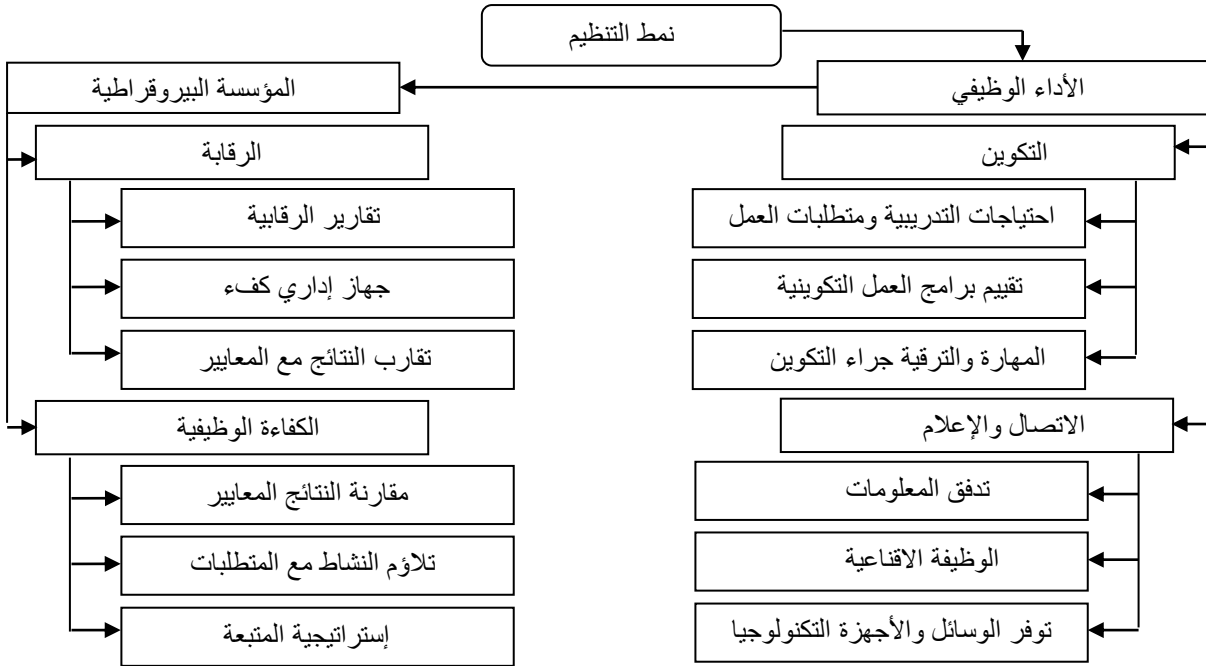 نمط التنظيم
الأداء الوظيفي
المؤسسة البيروقراطية
التكوين
احتياجات التدريبية ومتطلبات العمل
تقييم برامج العمل التكوينية
المهارة والترقية جراء التكوين
الاتصال والإعلام
تدفق المعلومات
الوظيفة الاقناعية
توفر الوسائل والأجهزة التكنولوجيا
الرقابة
تقارير الرقابية
جهاز إداري كفء
تقارب النتائج مع المعايير
الكفاءة الوظيفية
مقارنة النتائج المعايير
تلاؤم النشاط مع المتطلبات
إستراتيجية المتبعة